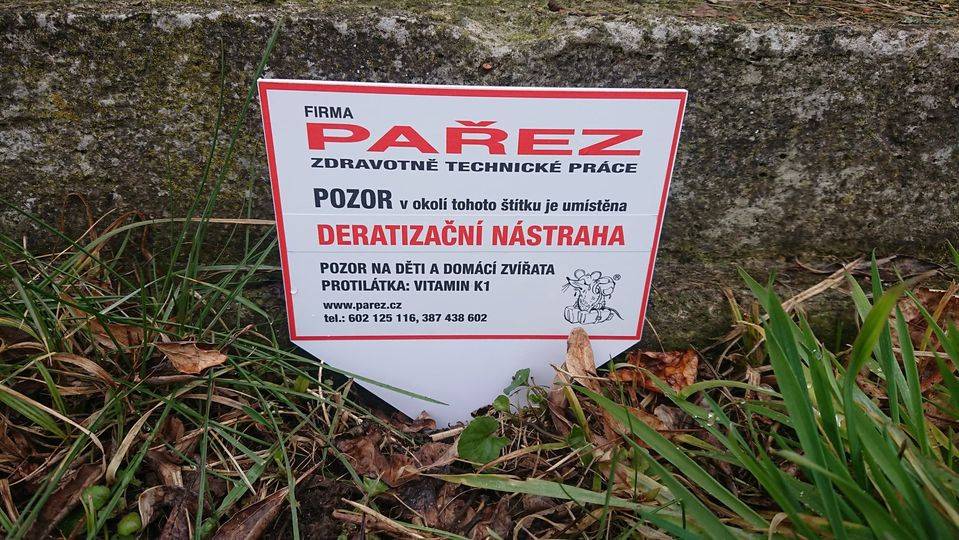 FIRMA
PAŘEZ
ZDRAVOTNĚ TECHNICKÉ PRÁCE
POZOR v okolí tohoto štítku je umístěna
DERATIZAČNÍ NÁSTRAHA
POZOR NA DĚTI A DOMÁCÍ ZVÍŘATA
PROTILÁTKA: VITAMIN K1
www.parez.cz
tel.: 602 125 116, 387 438 602
®